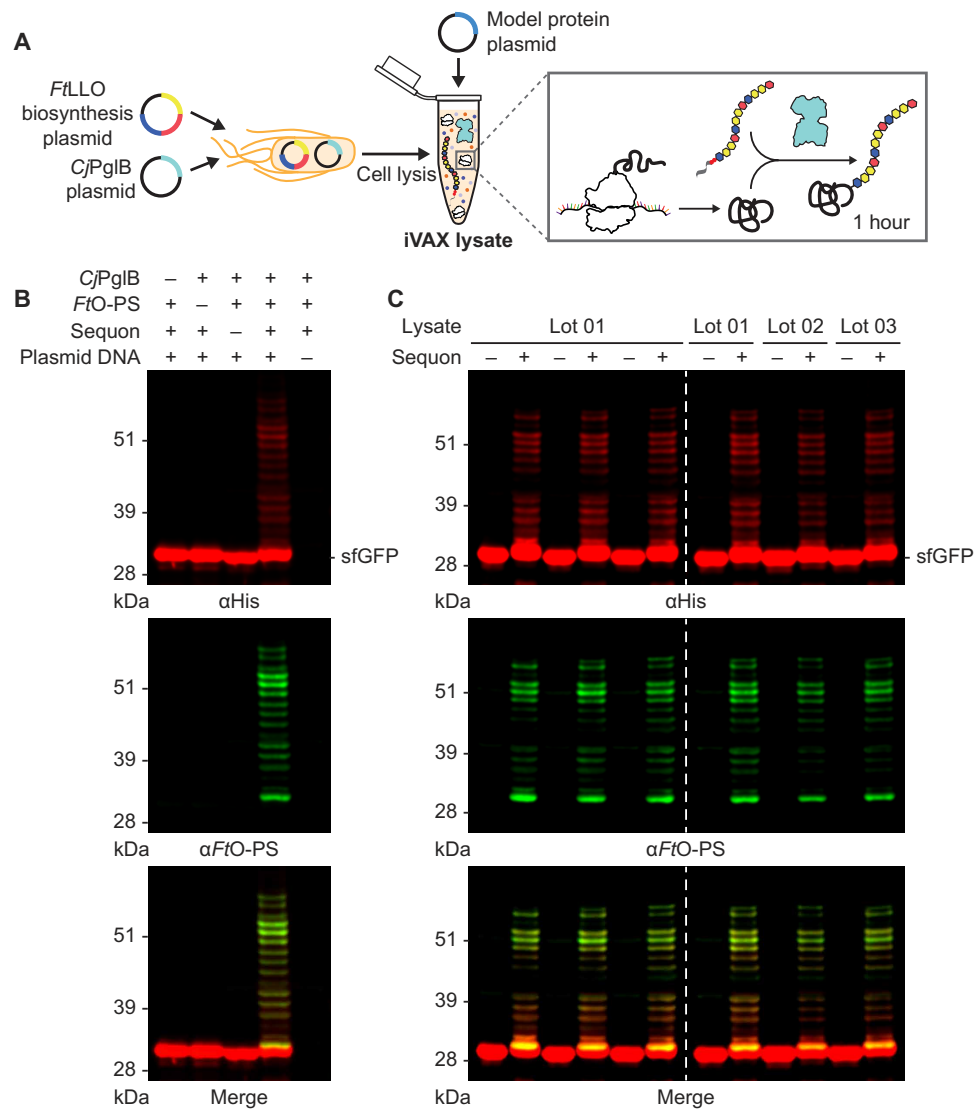 A
FtLLO
biosynthesis
plasmid
CjPglB
plasmid
Model protein
plasmid
Cell lysis
iVAX lysate
1 hour
B
CjPglB – + + + +
FtO-PS + – + + +
Sequon + + – + +
Plasmid DNA + + + + –
51
39
28
kDa
sfGFP
αHis
51
39
28
kDa
αFtO-PS
51
39
28
kDa
Merge
C
Lysate Lot 01 Lot 01 Lot 02 Lot 03
Sequon – + – + – + – + – + – +
51
39
28
kDa
sfGFP
αHis
51
39
28
kDa
αFtO-PS
51
39
28
kDa
Merge